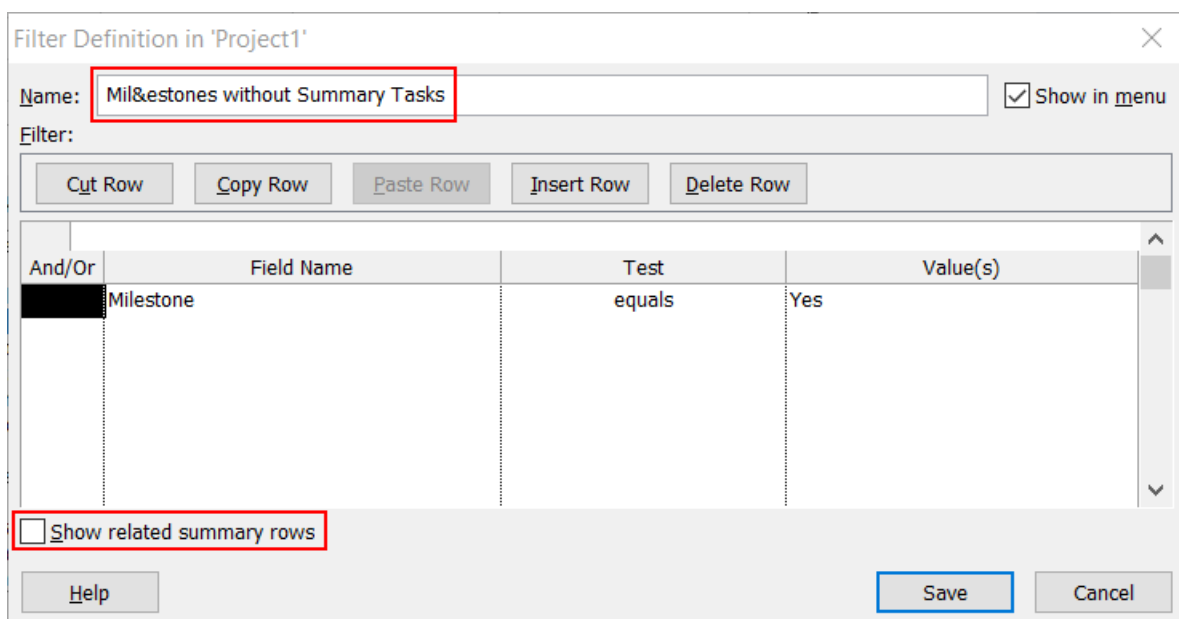 Filter Definition in 'Project1'
Name: Mil&estones without Summary Tasks Show in menu
Filter:
Cut Row Copy Row Paste Row Insert Row Delete Row
And/Or Field Name Test Value(s)
Milestone equals Yes
Show related summary rows
Help Save Cancel